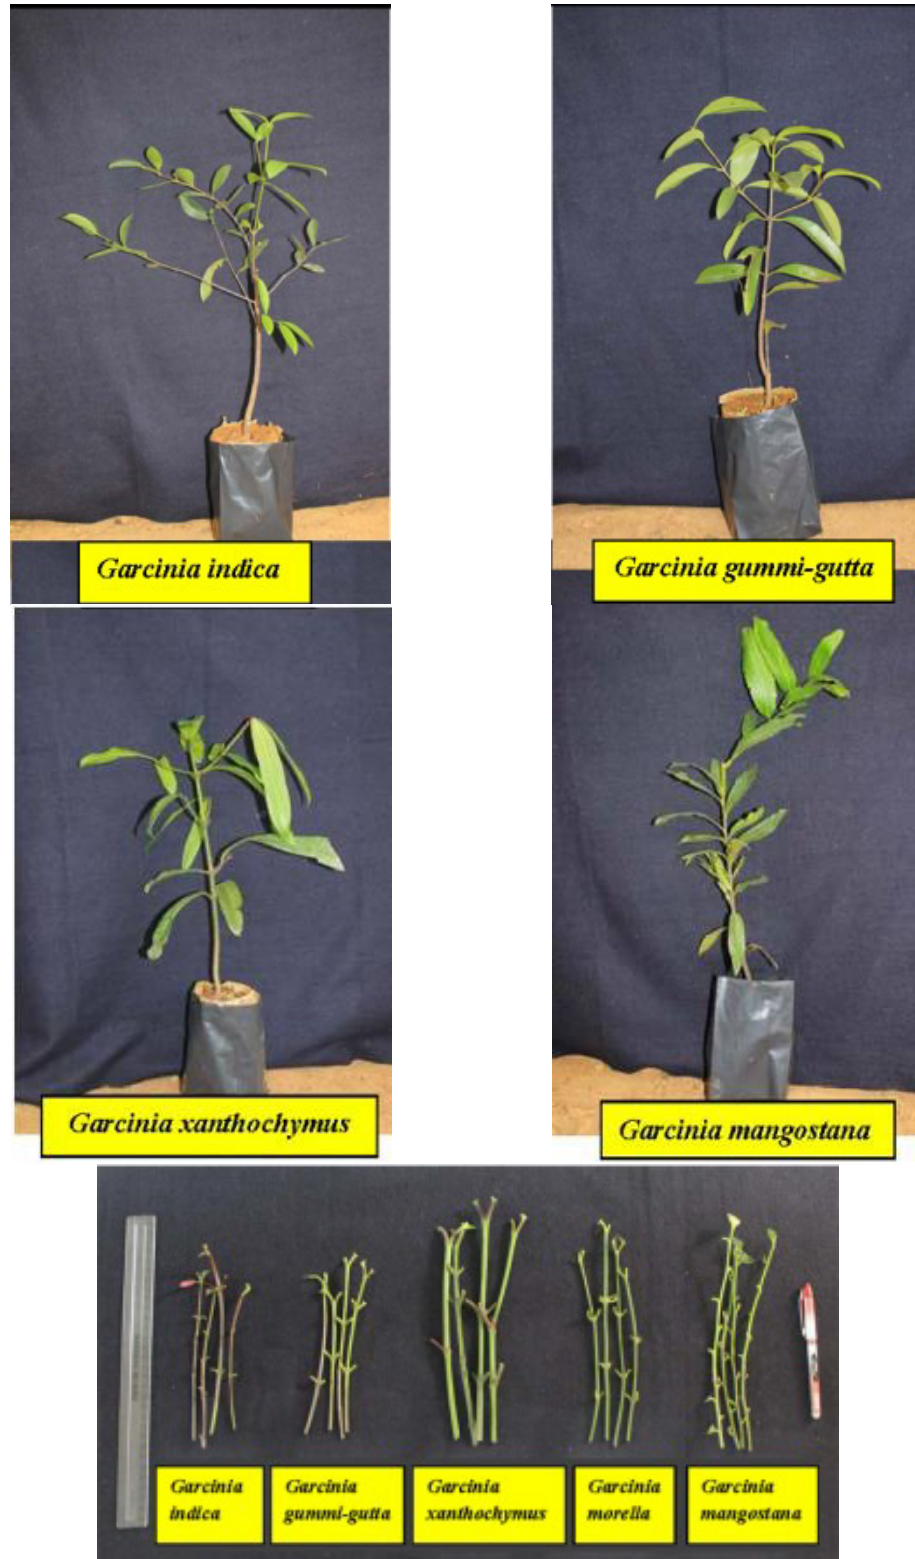 Garcinia indica
Garcinia gummi-gutta
Garcinia xanthochymus
Garcinia mangostana
Garcinia
indica
Garcinia
gummi-gutta
Garcinia
xanthochymus
Garcinia
morella
Garcinia
mangostana